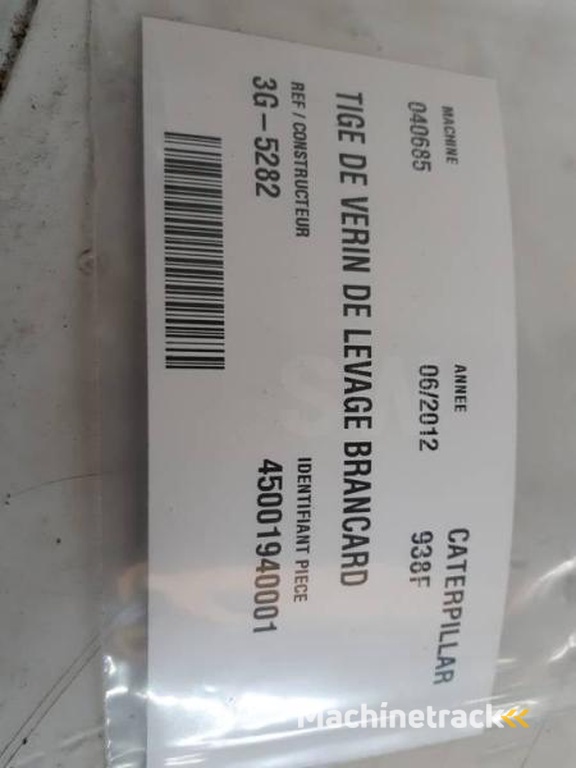 MACHINE
040685
ANNEE
06/2012
CATERPILLAR
938F
TIGE DE VERIN DE LEVAGE BRANCARD
REF / CONSTRUCTEUR
3G-5282
IDENTIFIANT PIECE
45001940001
Machinetrack